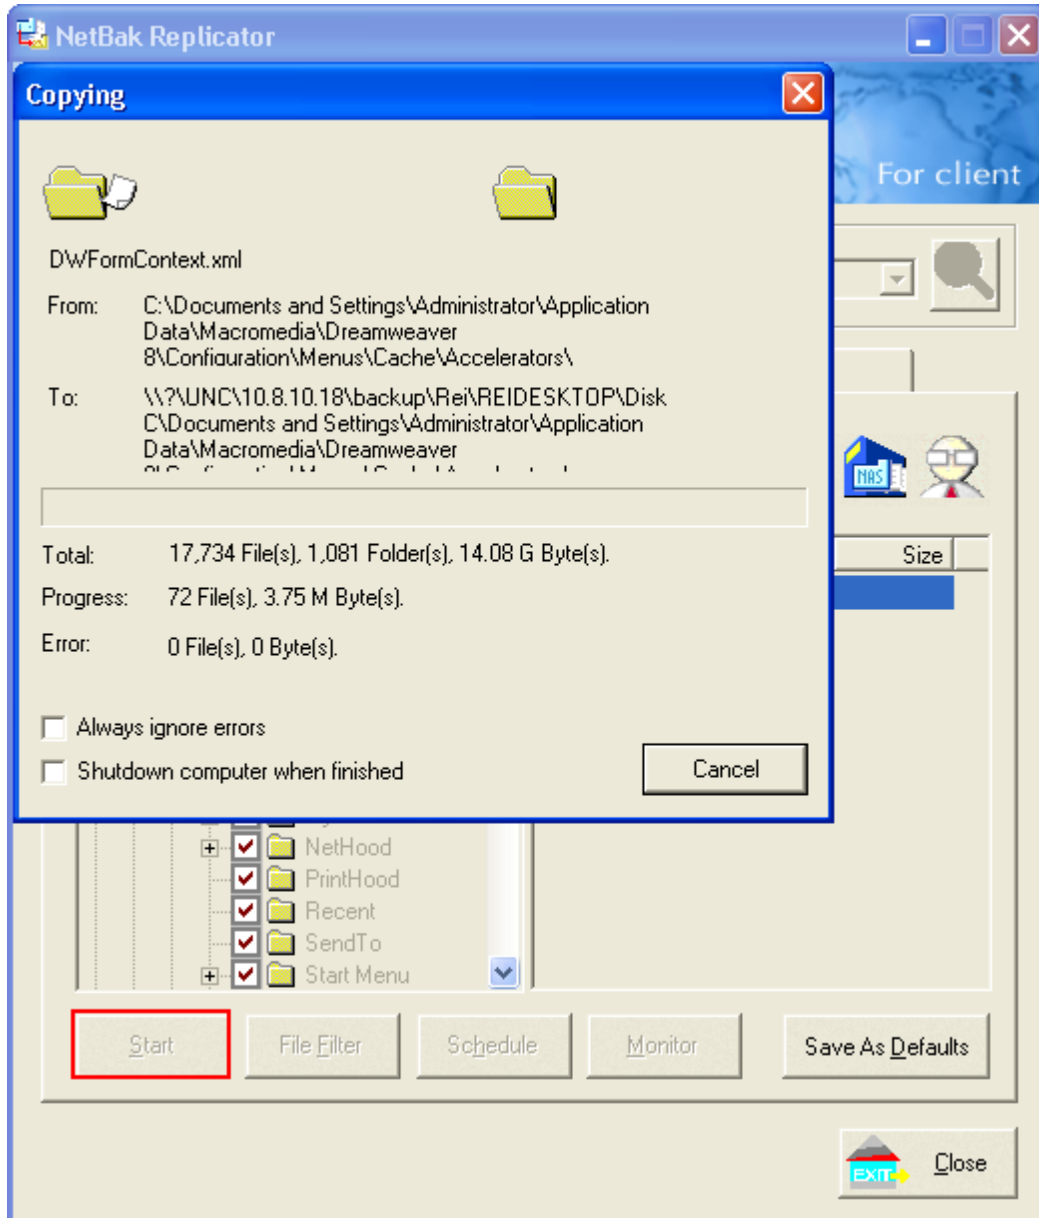 NetBak Replicator
Copying
For client
DWFormContext.xml
From: C:\Documents and Settings\Administrator\Application
Data\Macromedia\Dreamweaver
8\Configuration\Menus\Cache\Accelerators\
To: \\?\UNC\10.8.10.18\backup\Rei\REIDESKTOP\Disk
C\Documents and Settings\Administrator\Application
Data\Macromedia\Dreamweaver
NAS
Total: 17,734 File(s), 1,081 Folder(s), 14.08 G Byte(s).
Size
Progress: 72 File(s), 3.75 M Byte(s).
Error: 0 File(s), 0 Byte(s).
Always ignore errors
Shutdown computer when finished
Cancel
NetHood
PrintHood
Recent
SendTo
Start Menu
Start File Filter Schedule Monitor Save As Defaults
EXIT Close